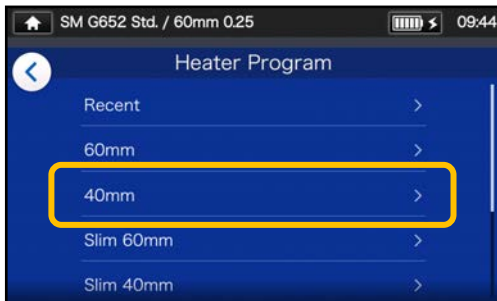 SM G652 Std. / 60mm 0.25 09:44
Heater Program
Recent
60mm
40mm
Slim 60mm
Slim 40mm